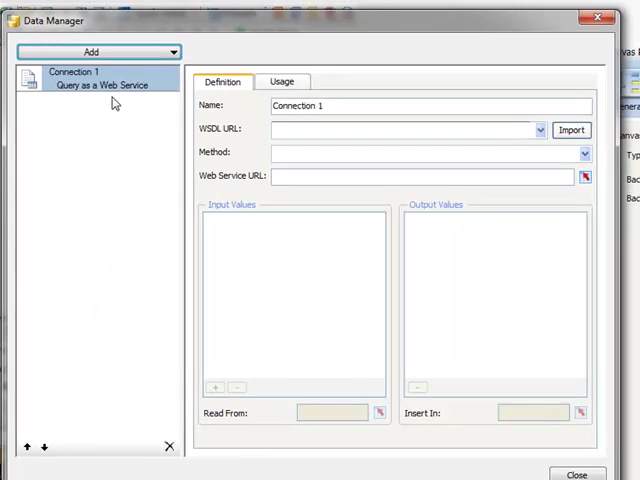 Data Manager
Add
Connection 1
Query as a Web Service
Definition
Usage
Name:
Connection 1
WSDL URL:
Import
Method:
Web Service URL:
Input Values
Output Values
+ -
-
Read From:
Insert In:
Close